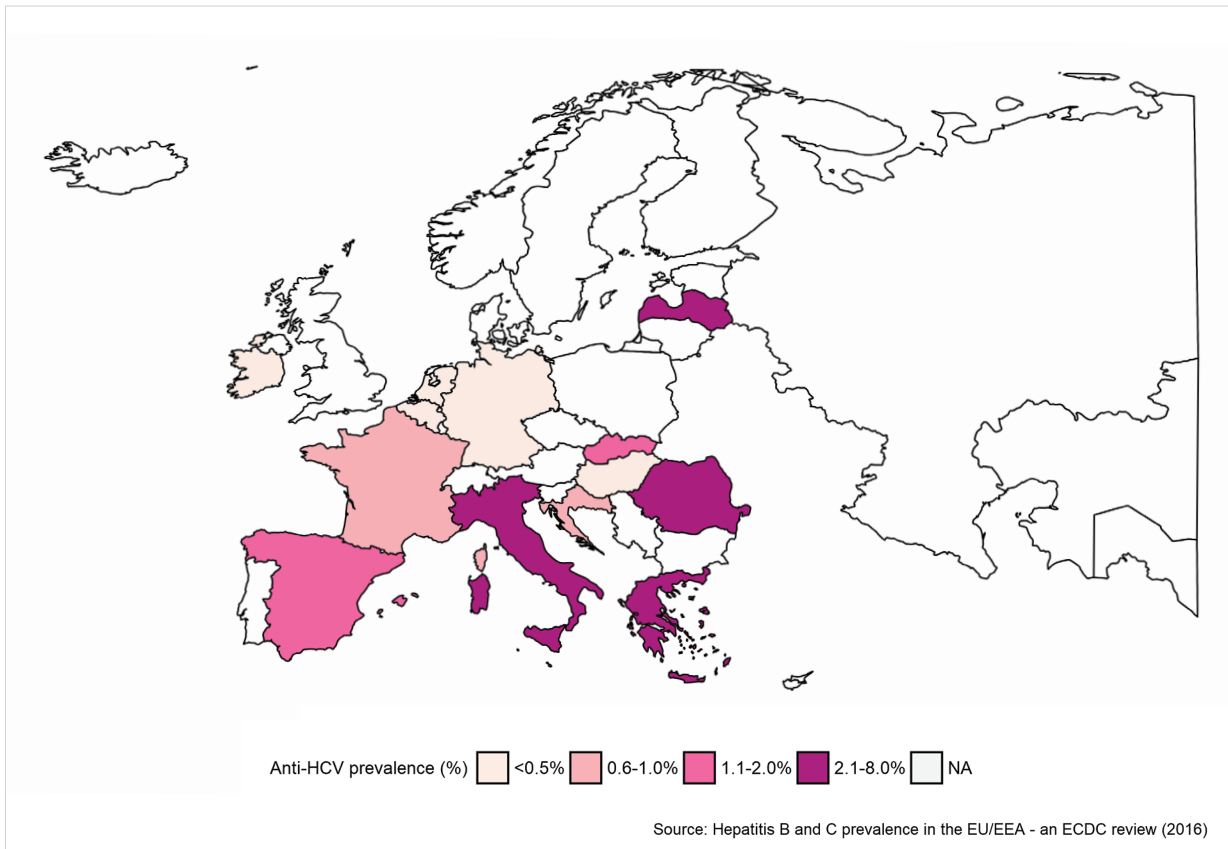 Anti-HCV prevalence (%) <0.5% 0.6-1.0% 1.1-2.0% 2.1-8.0% NA
Source: Hepatitis B and C prevalence in the EU/EEA - an ECDC review (2016)